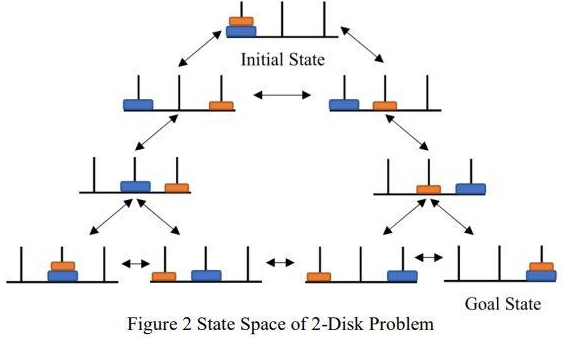 Initial State
Goal State
Figure 2 State Space of 2-Disk Problem